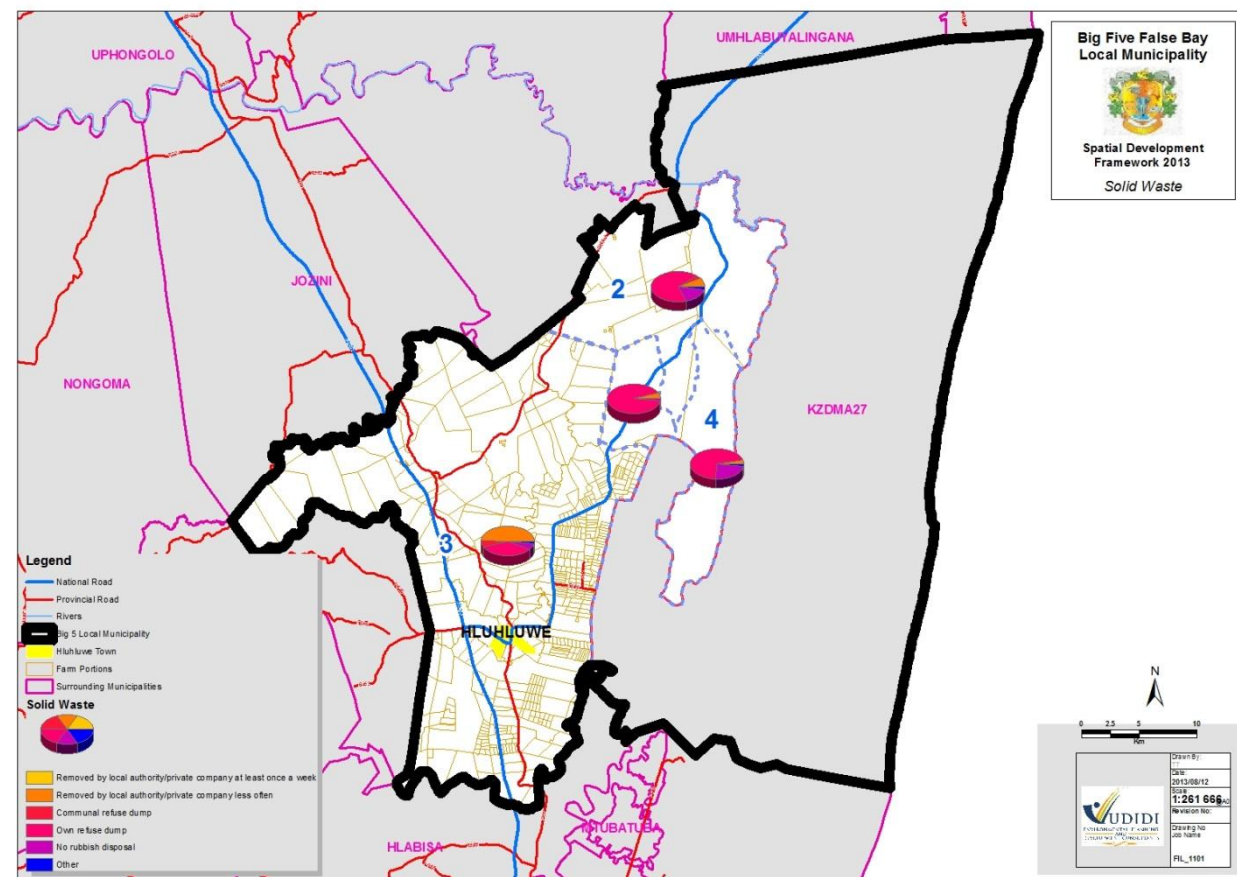 UPHONGOLO
UMHLABUYALINGANA
Big Five False Bay
Local Municipality
Spatial Development
Framework 2013
Solid Waste
JOZINI
2
NONGOMA
KZDMA27
4
3
HLUHLUWE
Legend
National Road
Provincial Road
Rivers
Big 5 Local Municipality
Hluhluwe Town
Farm Portions
Surrounding Municipalities
Solid Waste
Removed by local authority/private company at least once a week
Removed by local authority/private company less often
Communal refuse dump
Own refuse dump
No rubbish disposal
Other
MTUBATUBA
HLABISA
N
0 2.5 5 10
Km
Drawn By:
Date:
2013/08/12
Scale
1:261 666
Revision No:
Drawing No
Job Name
FIL_1101
VUDIDI